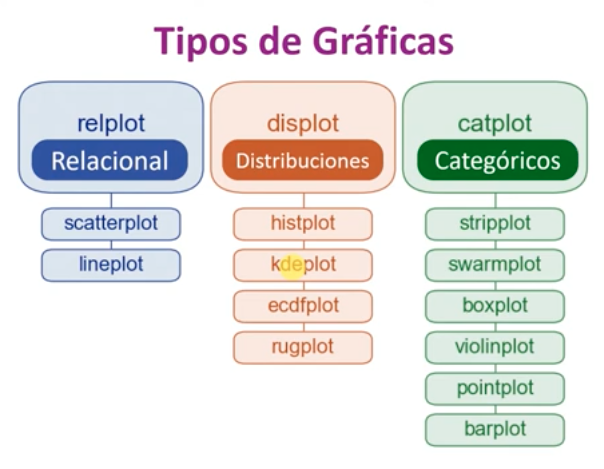 Tipos de Gráficas
relplot
Relacional
scatterplot
lineplot
displot
Distribuciones
histplot
kdeplot
ecdfplot
rugplot
catplot
Categóricos
stripplot
swarmplot
boxplot
violinplot
pointplot
barplot